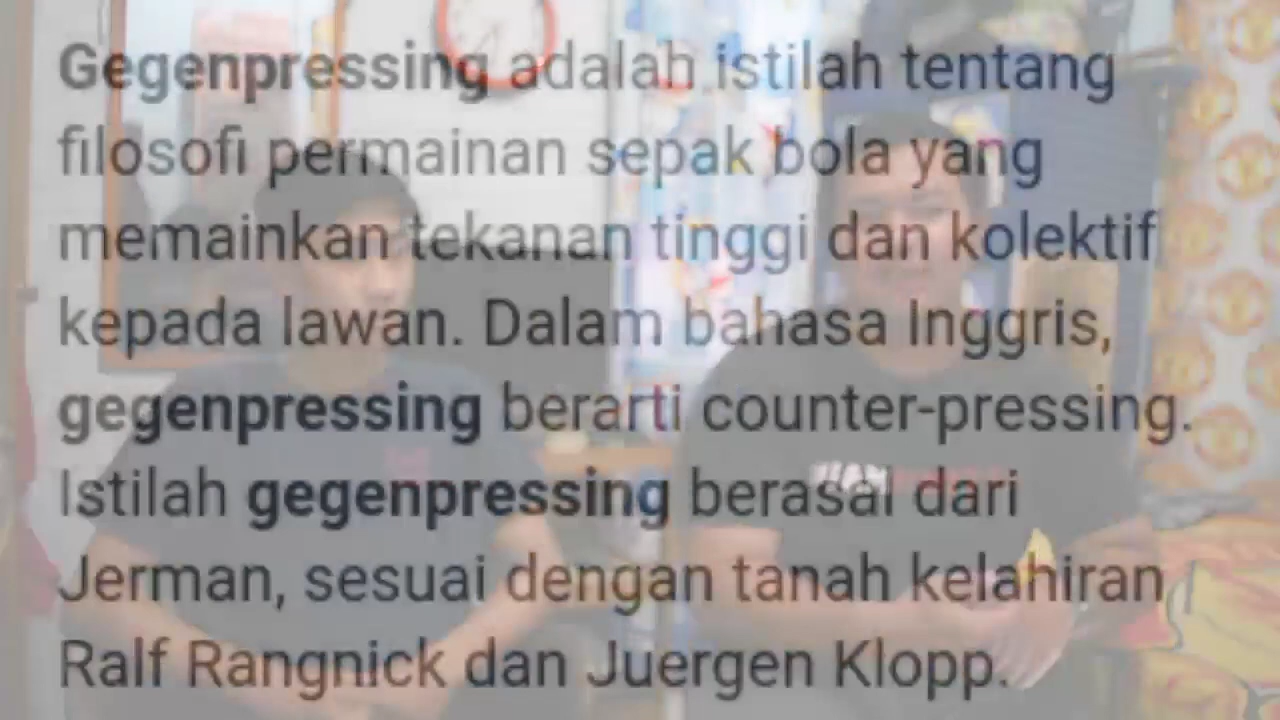 Gegenpressing adalah istilah tentang
filosofi permainan sepak bola yang
memainkan tekanan tinggi dan kolektif
kepada lawan. Dalam bahasa Inggris,
gegenpressing berarti counter-pressing.
Istilah gegenpressing berasal dari
Jerman, sesuai dengan tanah kelahiran
Ralf Rangnick dan Juergen Klopp.